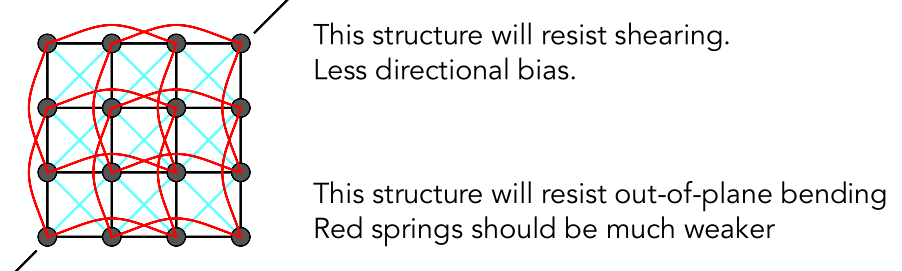 This structure will resist shearing.
Less directional bias.
This structure will resist out-of-plane bending
Red springs should be much weaker